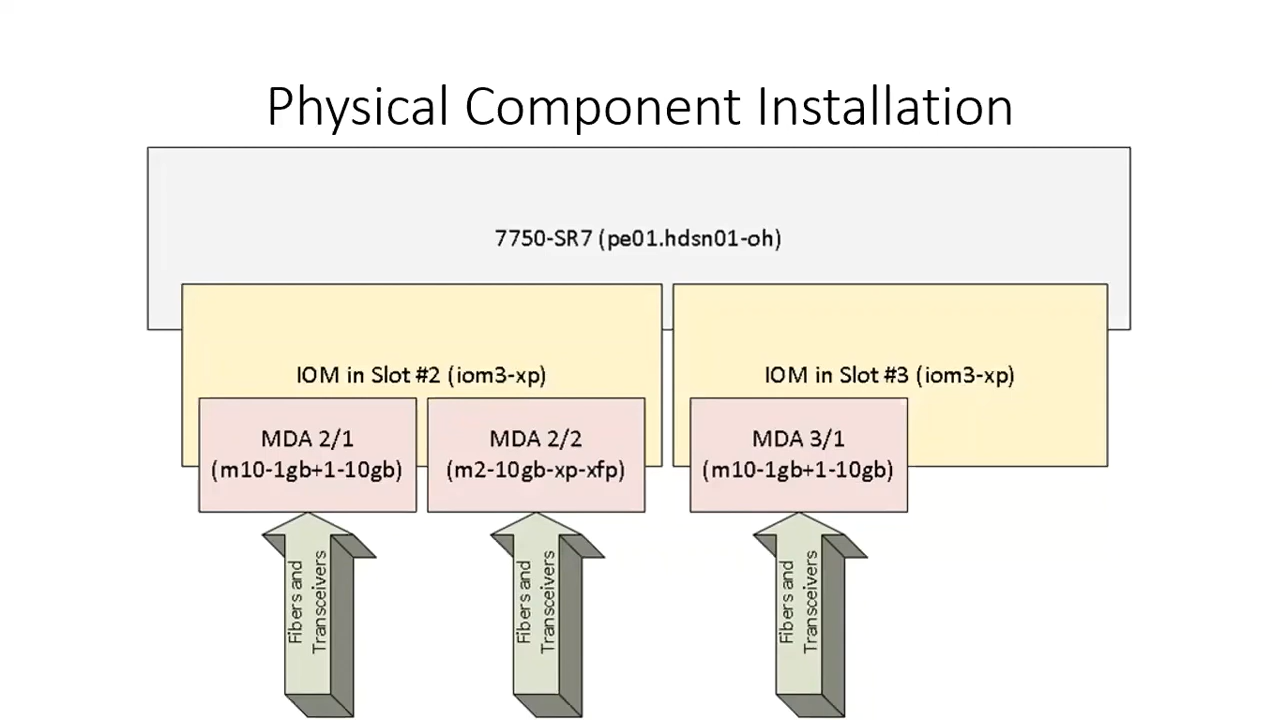 Physical Component Installation
7750-SR7 (pe01.hdsn01-oh)
IOM in Slot #2 (iom3-xp)
IOM in Slot #3 (iom3-xp)
MDA 2/1
(m10-1gb+1-10gb)
MDA 2/2
(m2-10gb-xp-xfp)
MDA 3/1
(m10-1gb+1-10gb)
Fibers and
Transceivers
Fibers and
Transceivers
Fibers and
Transceivers